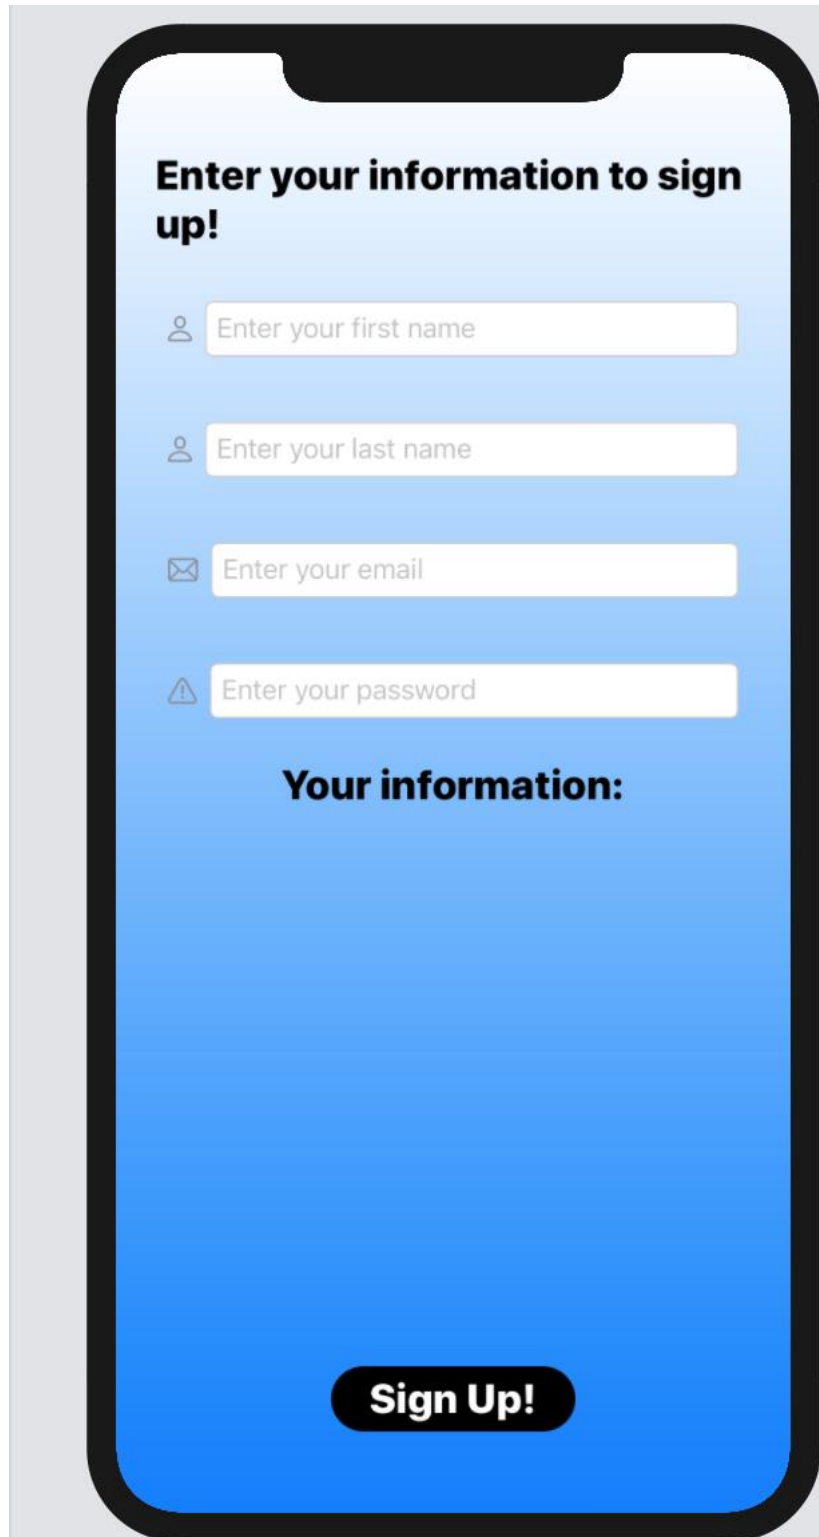 Enter your information to sign
up!
Enter your first name
Enter your last name
Enter your email
Enter your password
Your information:
Sign Up!